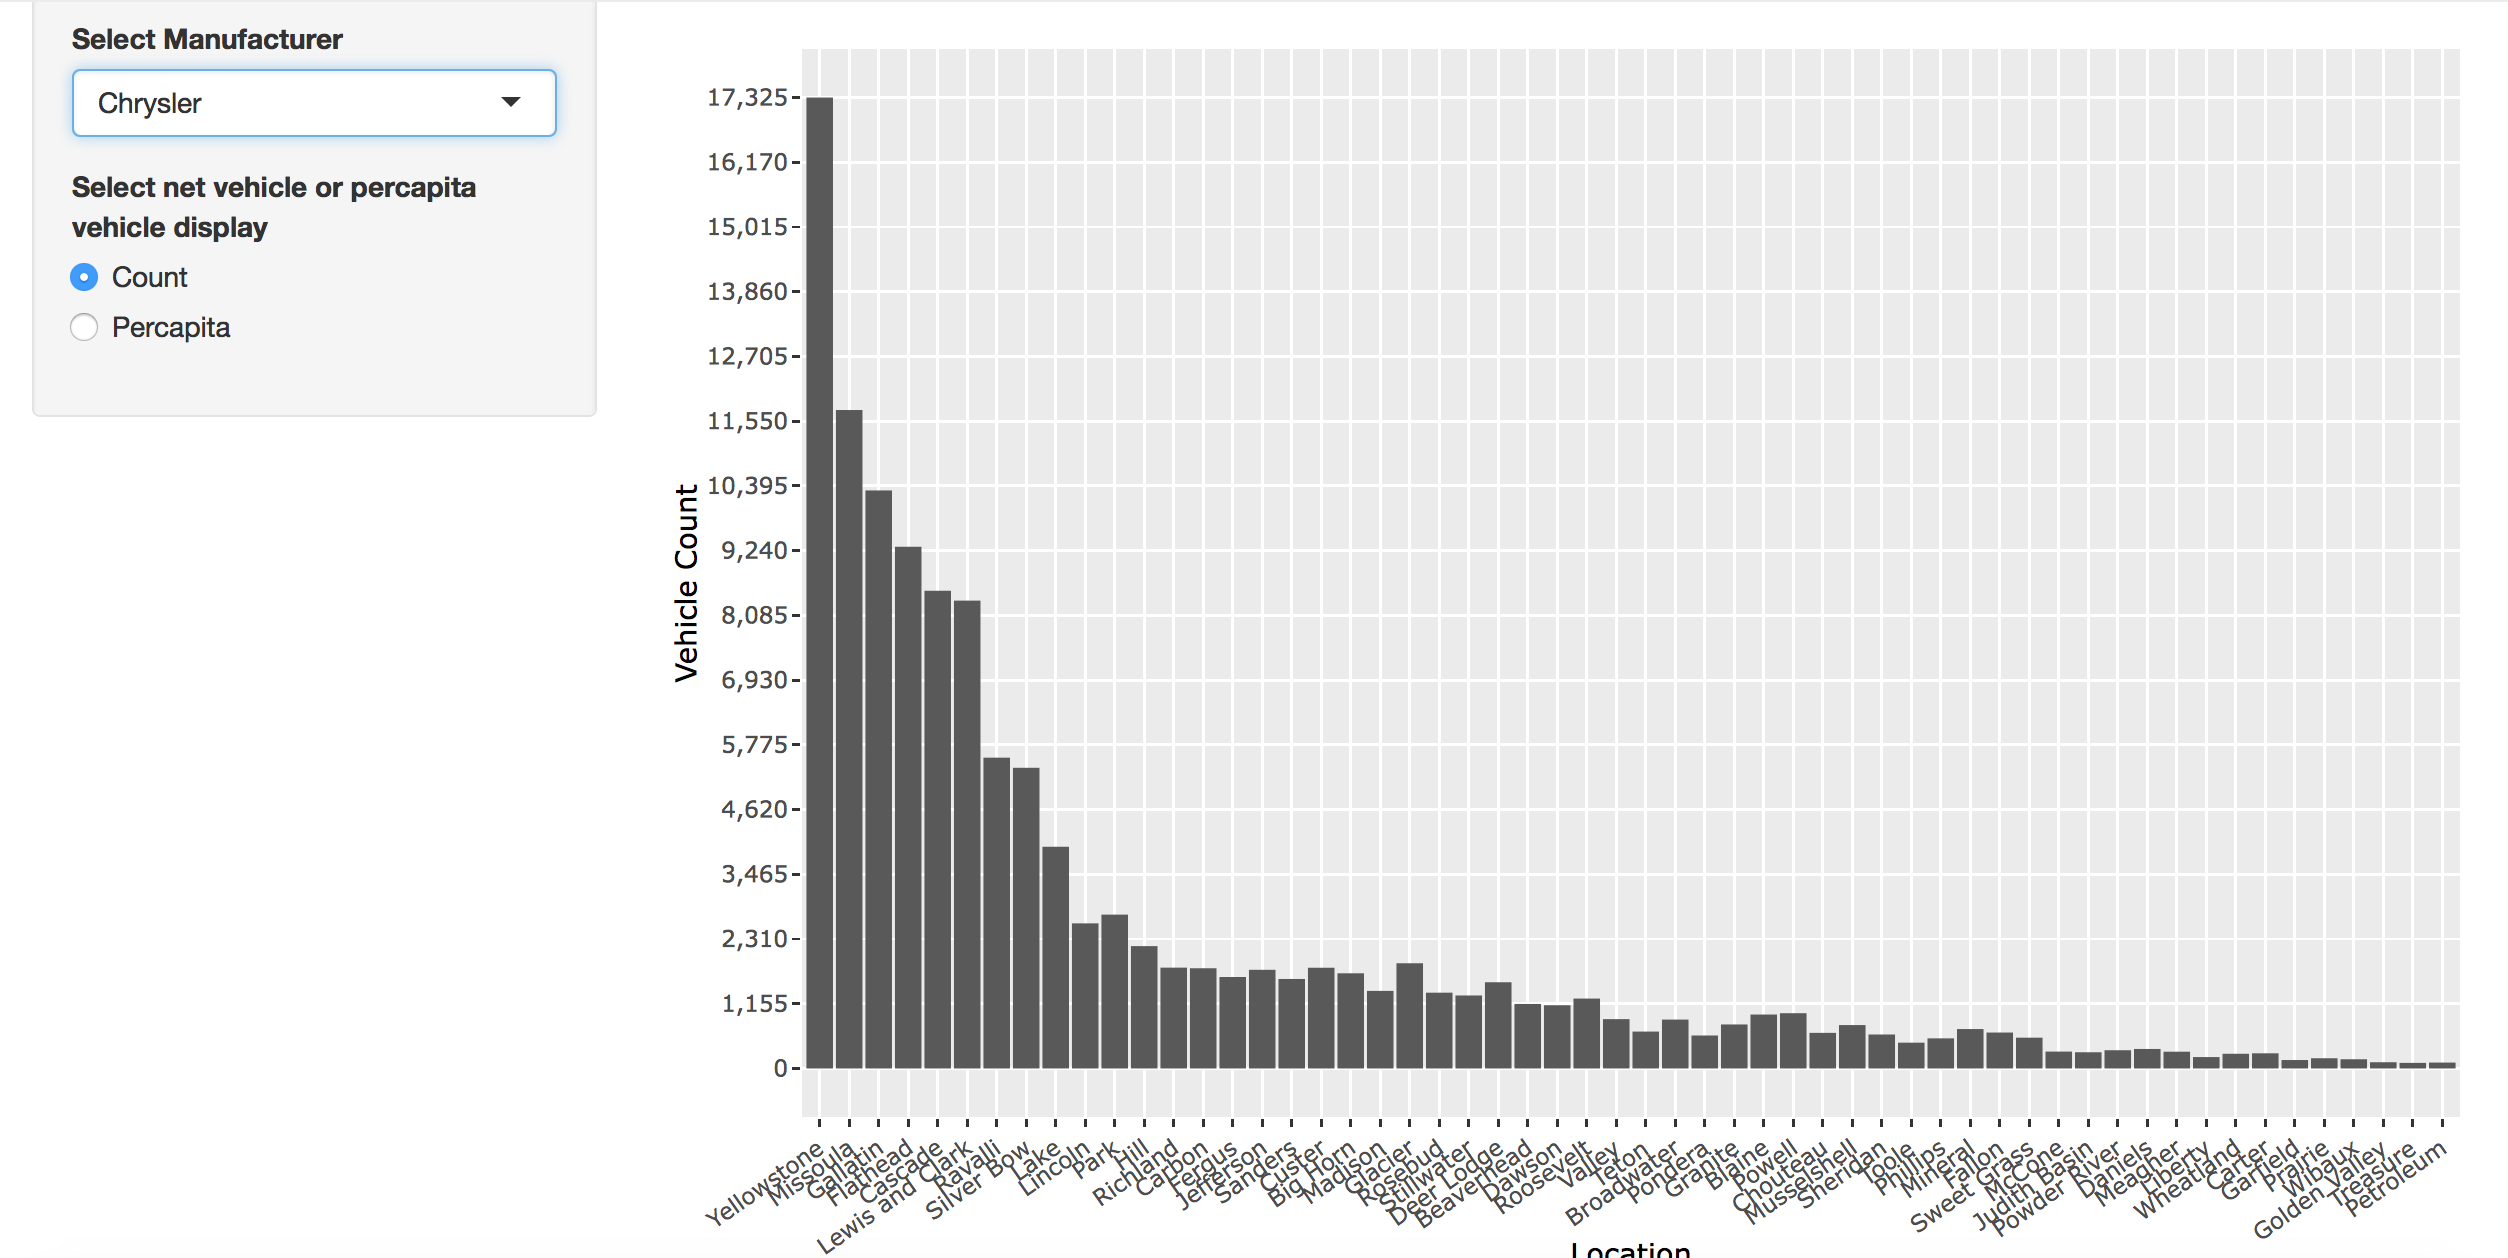 Select Manufacturer
Chrysler
Select net vehicle or percapita
vehicle display
Count
Percapita
Vehicle Count
17,325
16,170
15,015
13,860
12,705
11,550
10,395
9,240
8,085
6,930
5,775
4,620
3,465
2,310
1,155
0
Yellowstone
Missoula
Gallatin
Flathead
Cascade
Lewis and Clark
Ravalli
Silver Bow
Lake
Lincoln
Park
Hill
Richland
Carbon
Fergus
Jefferson
Sanders
Custer
Big Horn
Madison
Glacier
Rosebud
Stillwater
Deer Lodge
Beaverhead
Dawson
Roosevelt
Valley
Teton
Broadwater
Pondera
Granite
Blaine
Powell
Chouteau
Musselshell
Sheridan
Toole
Phillips
Mineral
Fallon
Sweet Grass
McCone
Judith Basin
Powder River
Daniels
Meagher
Liberty
Wheatland
Carter
Garfield
Prairie
Wibaux
Golden Valley
Treasure
Petroleum
Location